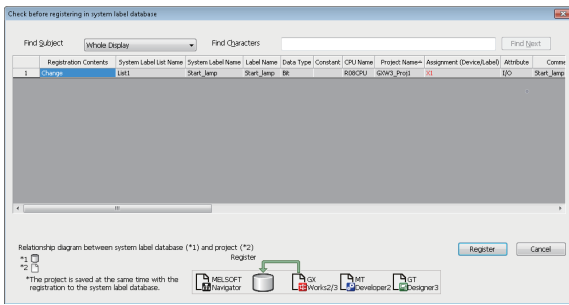 Check before registering in system label database
Find Subject Whole Display Find Characters Find Next
Registration Contents System Label List Name System Label Name Label Name Data Type Constant CPU Name Project Name Assignment (Device/Label) Attribute Comme
1 Change List1 Start_lamp Start_lamp Bit R08CPU GXW3_Proj1 X1 I/O Start_lamp
Relationship diagram between system label database (*1) and project (*2)
*1
*2
*The project is saved at the same time with the
registration to the system label database.
Register
MELSOFT
Navigator
GX
Works2/3
MT
Developer2
GT
Designer3
Register Cancel